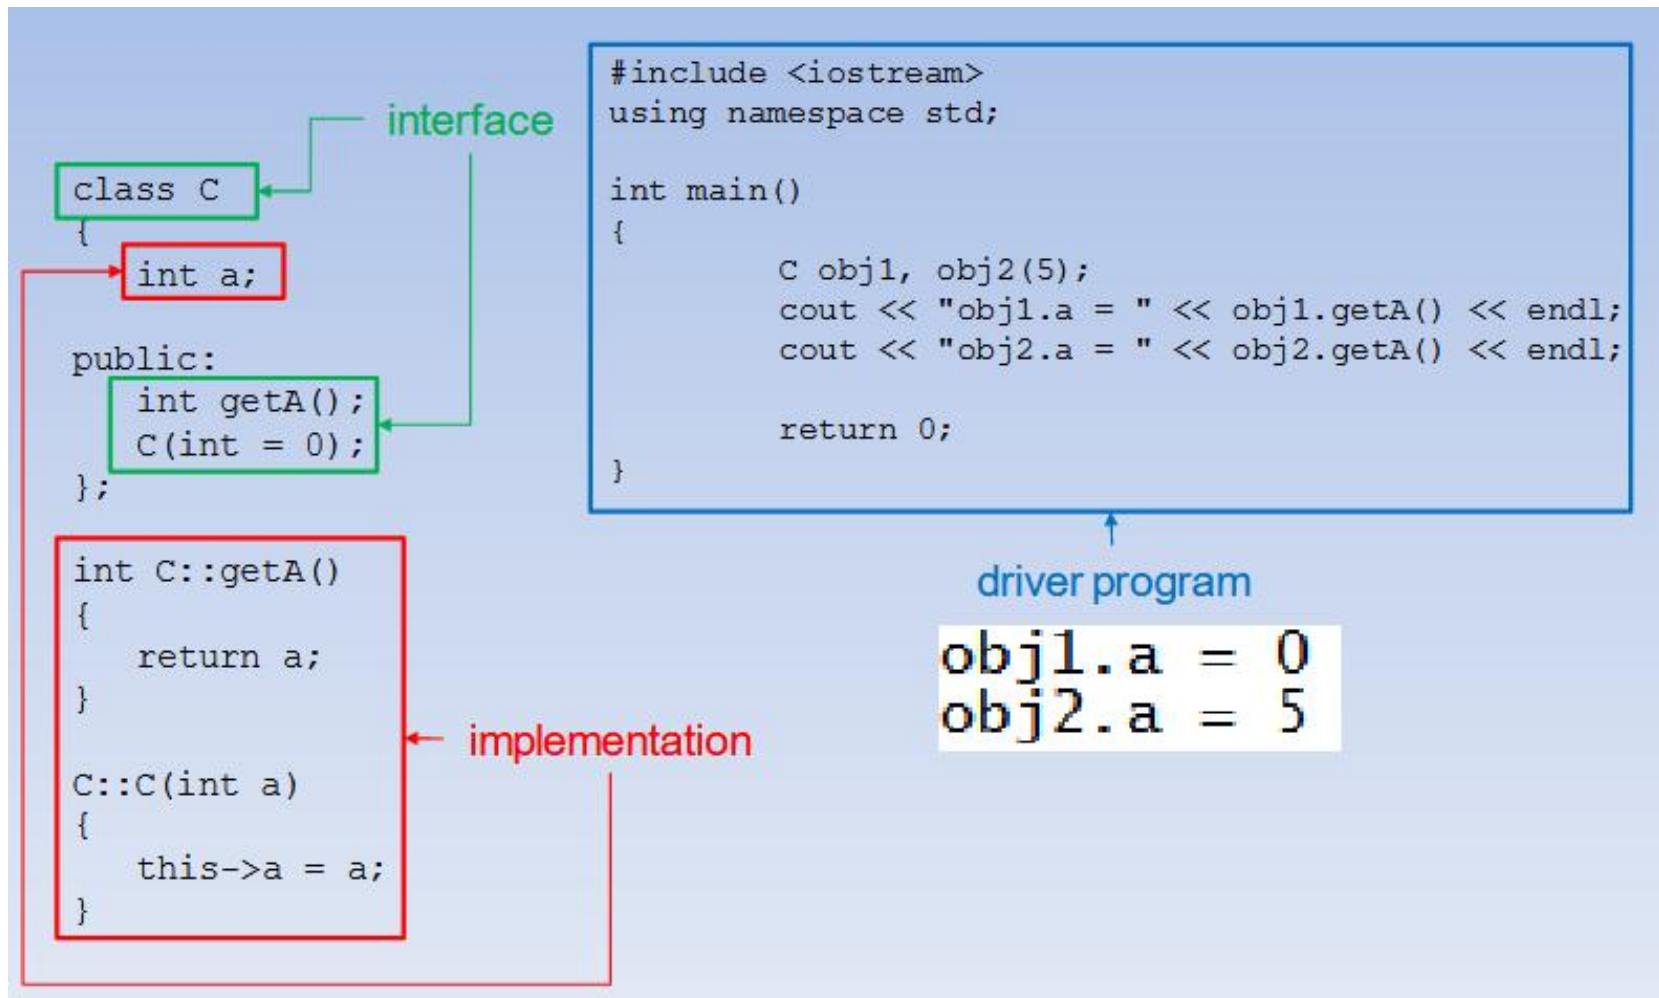 interface
class C
{
int a;
public:
int getA();
C(int = 0);
};
int C::getA()
{
return a;
}
C::C(int a)
{
this->a = a;
}
implementation
#include <iostream>
using namespace std;
int main()
{
C obj1, obj2(5);
cout << "obj1.a = " << obj1.getA() << endl;
cout << "obj2.a = " << obj2.getA() << endl;
return 0;
}
driver program
obj1.a = 0
obj2.a = 5